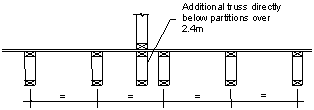 Additional truss directly
below partitions over
2.4m
= = = =